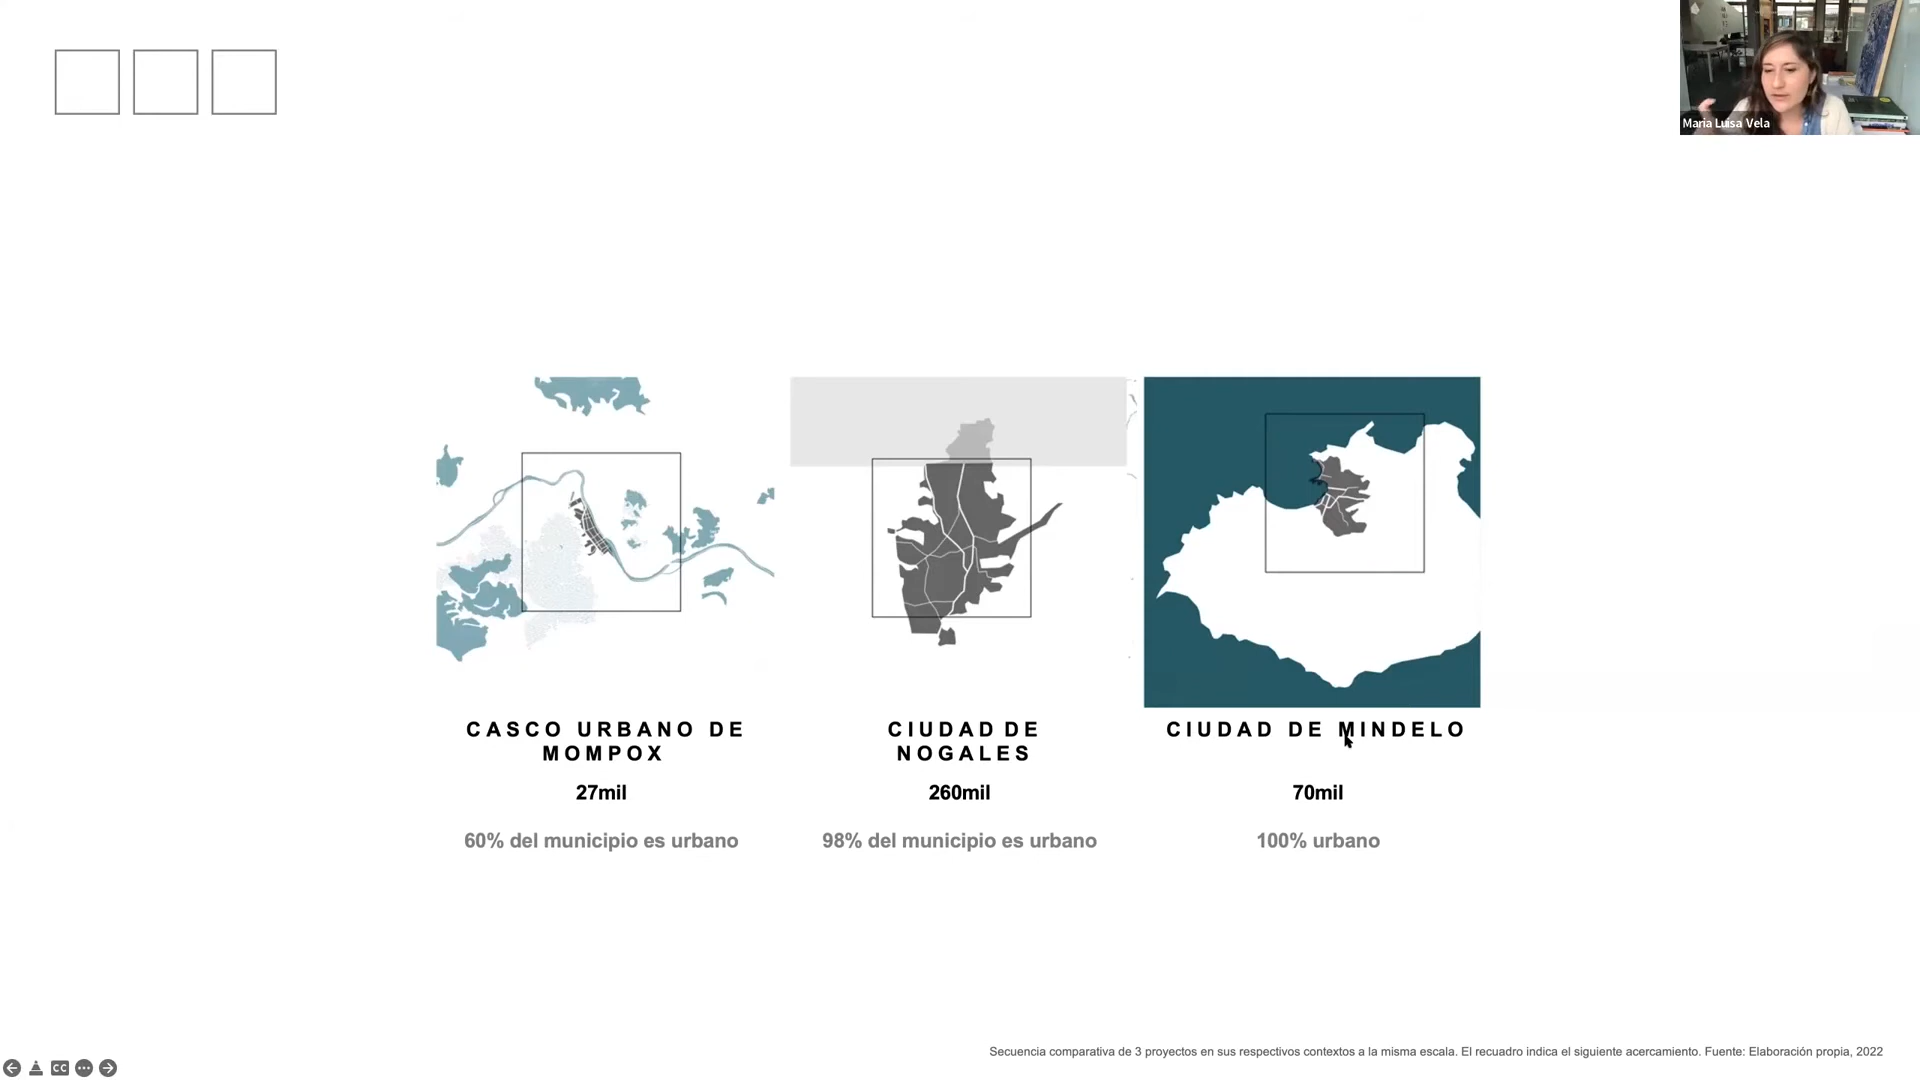 Maria Luisa Vela
CASCO URBANO DE
MOMPOX
27mil
60% del municipio es urbano
CIUDAD DE
NOGALES
260mil
98% del municipio es urbano
CIUDAD DE MINDELO
70mil
100% urbano
Secuencia comparativa de 3 proyectos en sus respectivos contextos a la misma escala. El recuadro indica el siguiente acercamiento. Fuente: Elaboración propia, 2022
CC